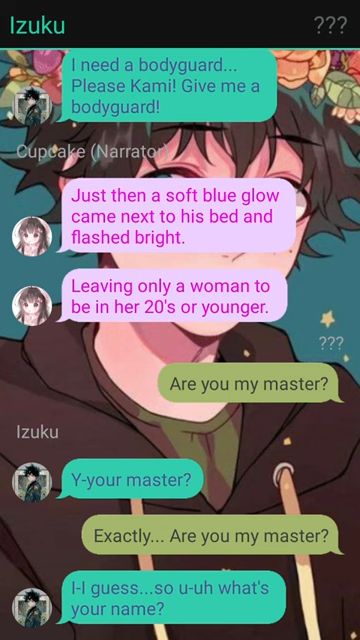 Izuku
???
I need a bodyguard...
Please Kami! Give me a
bodyguard!
Cupcake (Narrator)
Just then a soft blue glow
came next to his bed and
flashed bright.
Leaving only a woman to
be in her 20's or younger.
???
Are you my master?
Izuku
Y-your master?
Exactly... Are you my master?
I-I guess...so u-uh what's
your name?